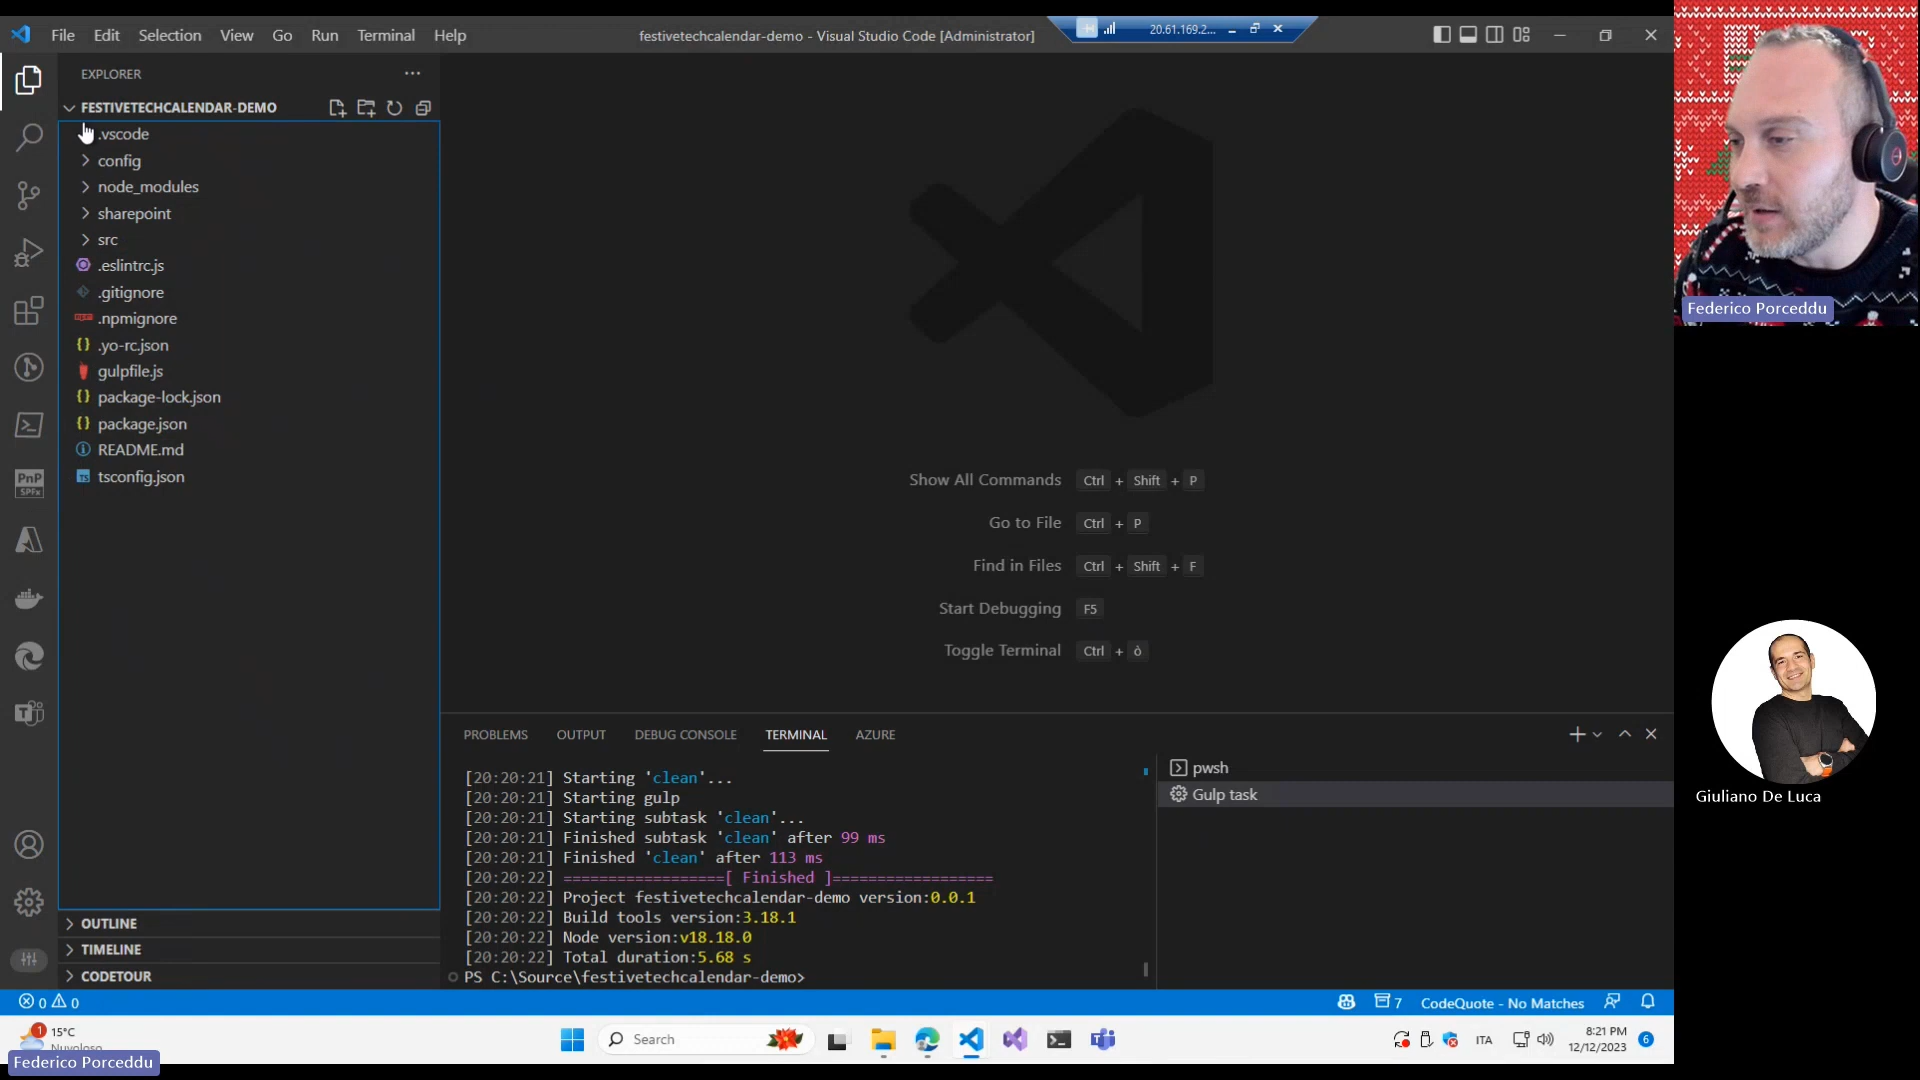 File Edit Selection View Go Run Terminal Help
festivetechcalendar-demo - Visual Studio Code [Administrator]
20.61.169.2...
EXPLORER
FESTIVETECHCALENDAR-DEMO
.vscode
config
node_modules
sharepoint
src
.eslintrc.js
.gitignore
.npmignore
.yo-rc.json
gulpfile.js
package-lock.json
package.json
README.md
tsconfig.json
PnP
SPFx
OUTLINE
TIMELINE
CODETOUR
Show All Commands Ctrl + Shift + P
Go to File Ctrl + P
Find in Files Ctrl + Shift + F
Start Debugging F5
Toggle Terminal Ctrl + ò
PROBLEMS OUTPUT DEBUG CONSOLE TERMINAL AZURE
[20:20:21] Starting 'clean'...
[20:20:21] Starting gulp
[20:20:21] Starting subtask 'clean'...
[20:20:21] Finished subtask 'clean' after 99 ms
[20:20:21] Finished 'clean' after 113 ms
[20:20:22] ==================[ Finished ]==================
[20:20:22] Project festivetechcalendar-demo version:0.0.1
[20:20:22] Build tools version:3.18.1
[20:20:22] Node version:v18.18.0
[20:20:22] Total duration:5.68 s
PS C:\Source\festivetechcalendar-demo>
pwsh
Gulp task
0 0
7 CodeQuote - No Matches
1
15°C
Nuvoloso
Search
ITA
8:21 PM
12/12/2023
6
Federico Porceddu
Federico Porceddu
Giuliano De Luca